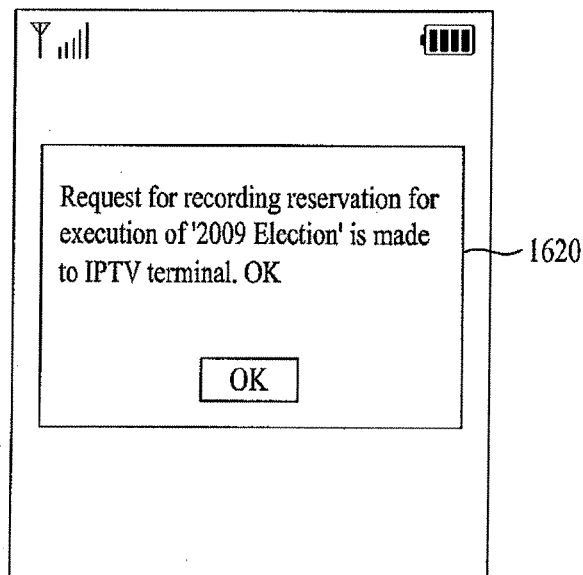 Request for recording reservation for
execution of '2009 Election' is made
to IPTV terminal. OK
1620
OK